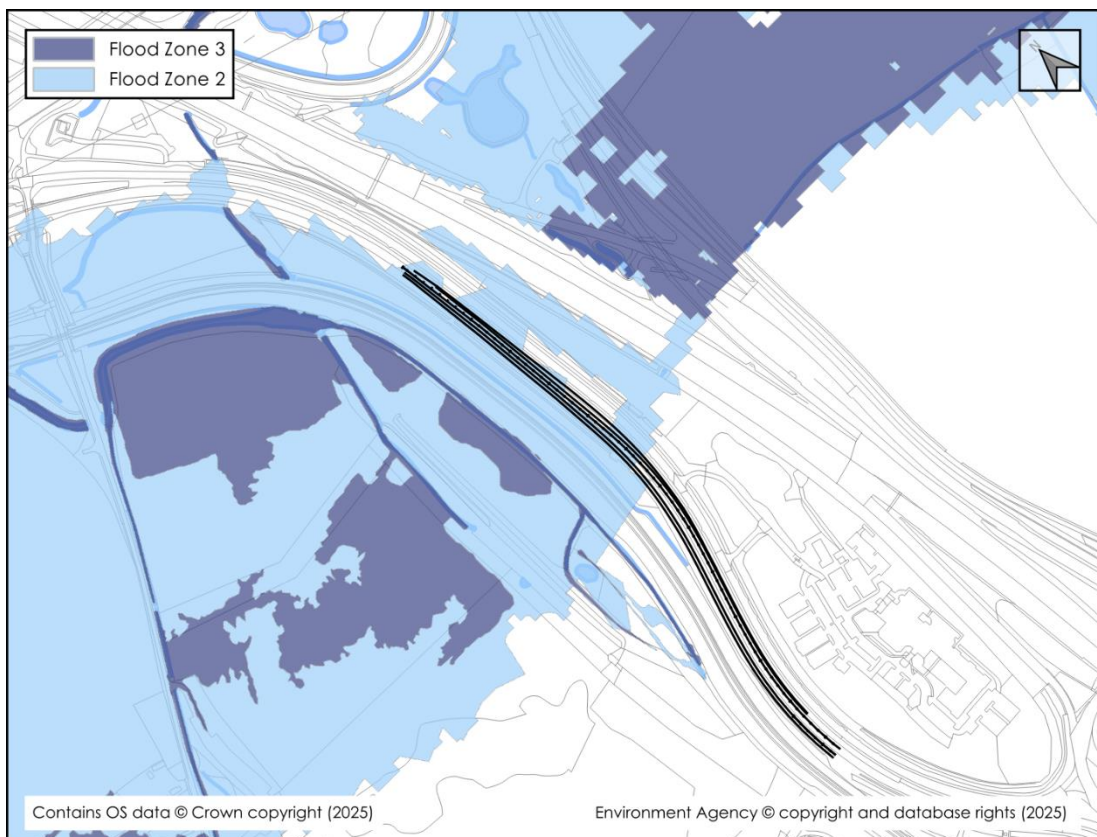 Flood Zone 3
Flood Zone 2
N
Contains OS data © Crown copyright (2025)
Environment Agency © copyright and database rights (2025)